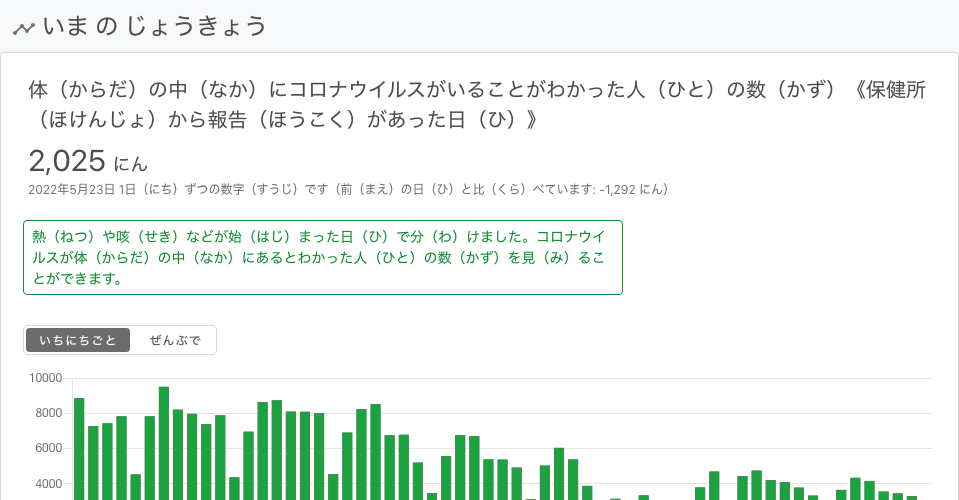 いま の じょうきょう
体（からだ）の中（なか）にコロナウイルスがいることがわかった人（ひと）の数（かず）《保健所
（ほけんじょ）から報告（ほうこく）があった日（ひ）》
2,025 にん
2022年5月23日 1日（にち）ずつの数字（すうじ）です（前（まえ）の日（ひ）と比（くら）べています: -1,292 にん）
熱（ねつ）や咳（せき）などが始（はじ）まった日（ひ）で分（わ）けました。コロナウイ
ルスが体（からだ）の中（なか）にあるとわかった人（ひと）の数（かず）を見（み）るこ
とができます。
いちにちごと ぜんぶで
10000
8000
6000
4000